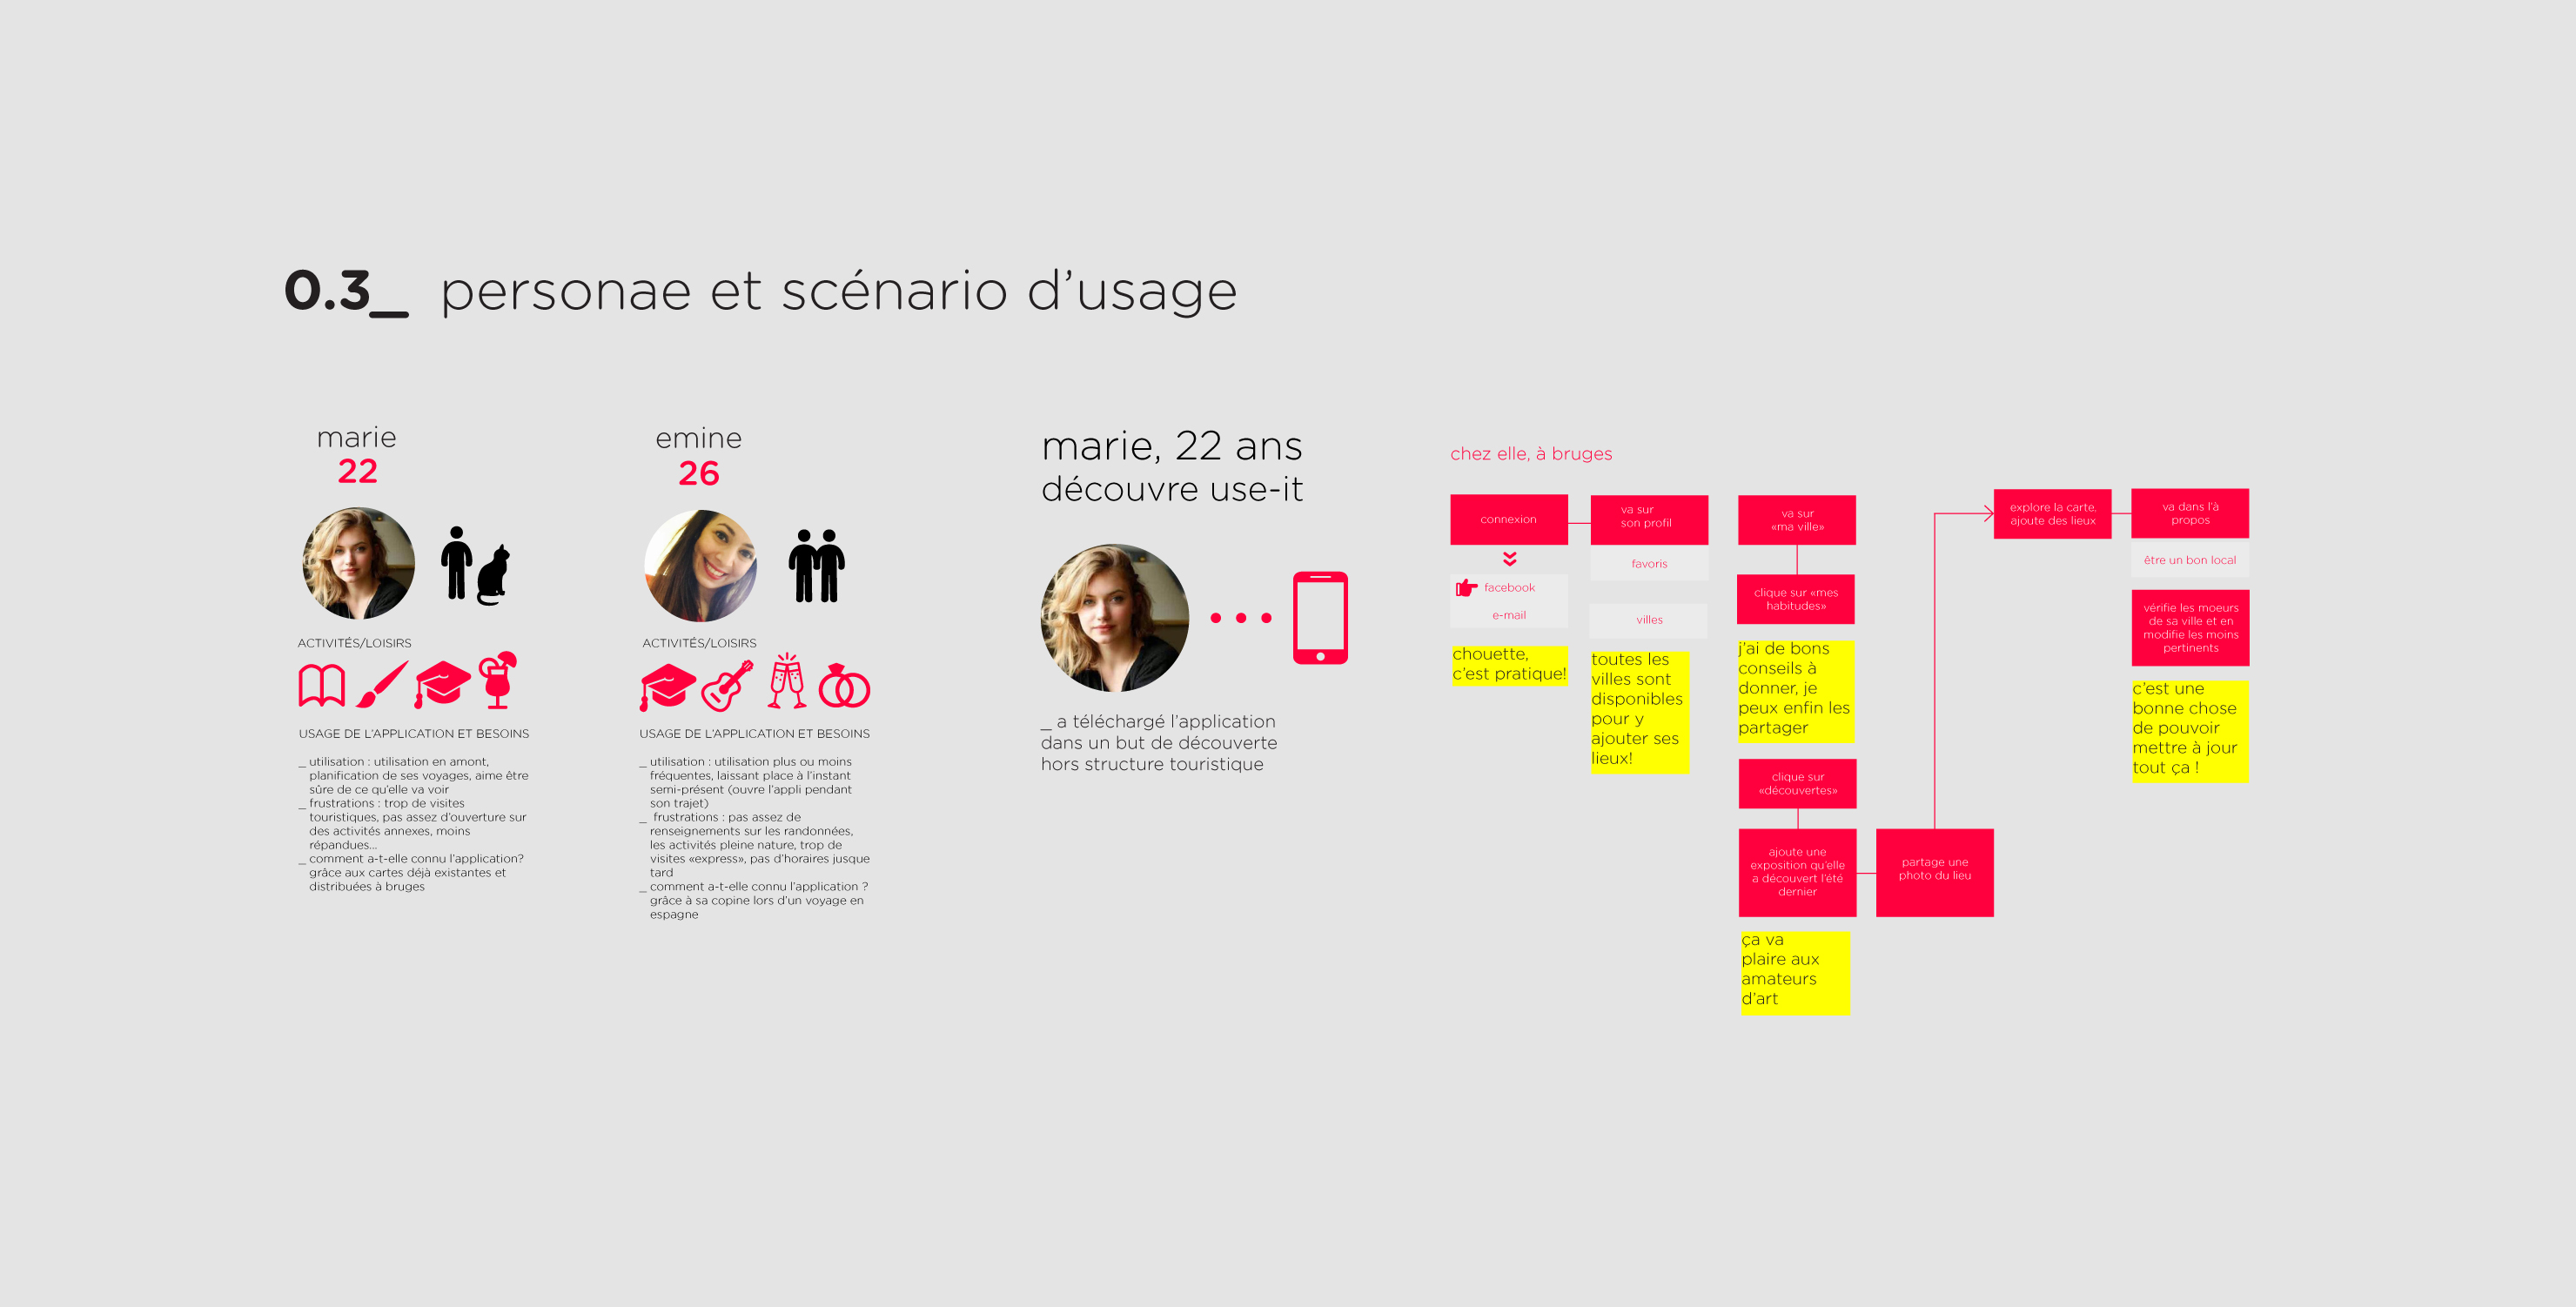 0.3_ personae et scénario d’usage
marie
22
ACTIVITÉS/LOISIRS
USAGE DE L’APPLICATION ET BESOINS
_ utilisation : utilisation en amont,
planification de ses voyages, aime être
sûre de ce qu’elle va voir
_ frustrations : trop de visites
touristiques, pas assez d’ouverture sur
des activités annexes, moins
répandues...
_ comment a-t-elle connu l’application?
grâce aux cartes déjà existantes et
distribuées à bruges
emine
26
ACTIVITÉS/LOISIRS
USAGE DE L’APPLICATION ET BESOINS
_ utilisation : utilisation plus ou moins
fréquentes, laissant place à l’instant
semi-présent (ouvre l’appli pendant
son trajet)
_ frustrations : pas assez de
renseignements sur les randonnées,
les activités pleine nature, trop de
visites «express», pas d’horaires jusque
tard
_ comment a-t-elle connu l’application ?
grâce à sa copine lors d’un voyage en
espagne
marie, 22 ans
découvre use-it
_ a téléchargé l’application
dans un but de découverte
hors structure touristique
chez elle, à bruges
connexion
facebook
e-mail
chouette,
c’est pratique!
va sur
son profil
favoris
villes
toutes les
villes sont
disponibles
pour y
ajouter ses
lieux!
va sur
«ma ville»
clique sur «mes
habitudes»
j’ai de bons
conseils à
donner, je
peux enfin les
partager
clique sur
«découvertes»
ajoute une
exposition qu’elle
a découvert l’été
dernier
ça va
plaire aux
amateurs
d’art
partage une
photo du lieu
explore la carte,
ajoute des lieux
va dans l’à
propos
être un bon local
vérifie les moeurs
de sa ville et en
modifie les moins
pertinents
c’est une
bonne chose
de pouvoir
mettre à jour
tout ça !